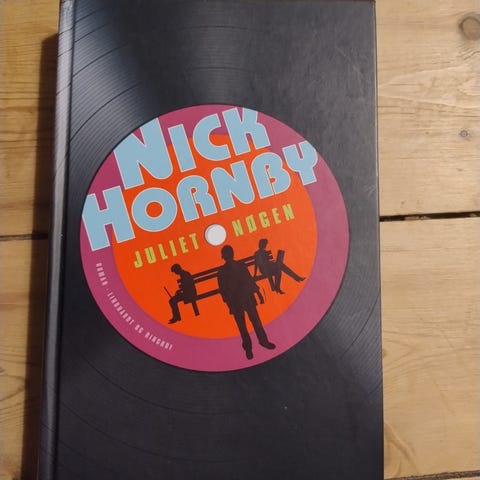 NICK
HORNBY
JULIET NØGEN
ROMAN · LINDHARDT OG RINGHOF